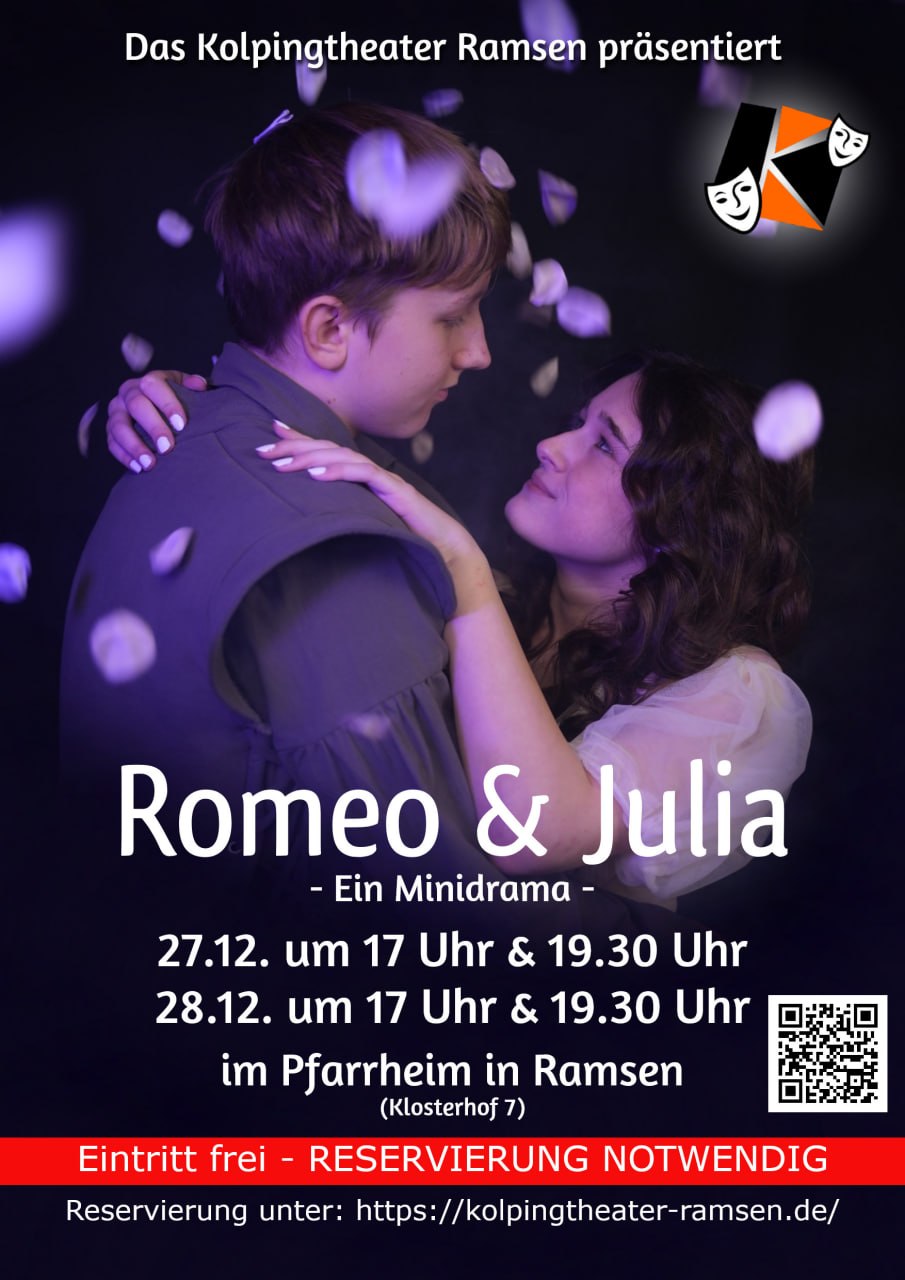 Das Kolpingtheater Ramsen präsentiert
K
Romeo & Julia
- Ein Minidrama -
27.12. um 17 Uhr & 19.30 Uhr
28.12. um 17 Uhr & 19.30 Uhr
im Pfarrheim in Ramsen
(Klosterhof 7)
Eintritt frei - RESERVIERUNG NOTWENDIG
Reservierung unter: https://kolpingtheater-ramsen.de/